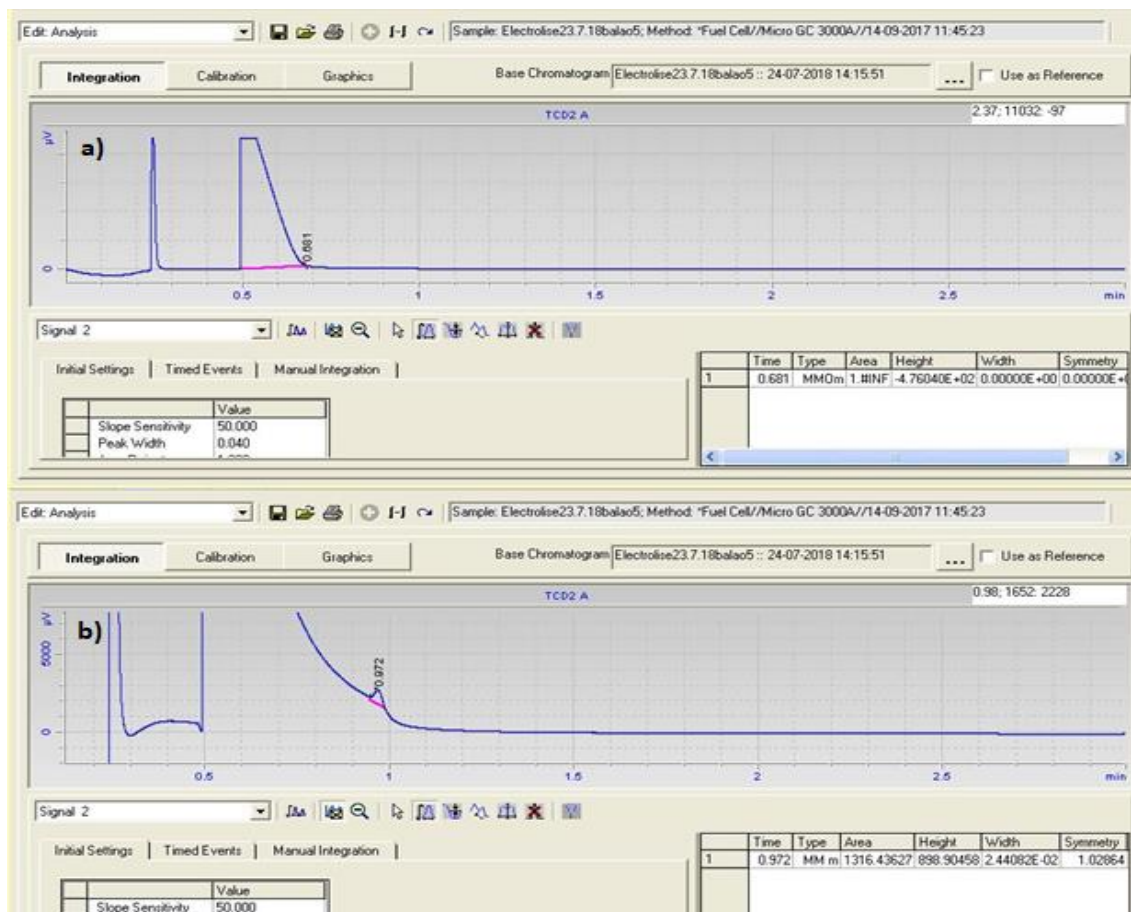 Edit: Analysis
Sample: Electrolise23.7.18balao5; Method: "Fuel Cell//Micro GC 3000A//14-09-2017 11:45:23
Integration Calibration Graphics Base Chromatogram Electrolise23.7.18balao5 :: 24-07-2018 14:15:51 ... Use as Reference
TCD2 A 2.37; 11032: -97
µV
a)
0.681
0
0.5 1 1.5 2 2.5 min
Signal 2
Initial Settings | Timed Events | Manual Integration |
Time Type Area Height Width Symmetry
1 0.681 MMOm 1.#INF -4.76040E+02 0.00000E+00 0.00000E+
Value
Slope Sensitivity 50.000
Peak Width 0.040
Edit: Analysis
Sample: Electrolise23.7.18balao5; Method: "Fuel Cell//Micro GC 3000A//14-09-2017 11:45:23
Integration Calibration Graphics Base Chromatogram Electrolise23.7.18balao5 :: 24-07-2018 14:15:51 ... Use as Reference
TCD2 A 0.98; 1652: 2228
µV
b)
5000
0.972
0
0.5 1 1.5 2 2.5 min
Signal 2
Initial Settings | Timed Events | Manual Integration |
Time Type Area Height Width Symmetry
1 0.972 MM m 1316.43627 898.90458 2.44082E-02 1.02864
Value
Slope Sensitivity 50.000